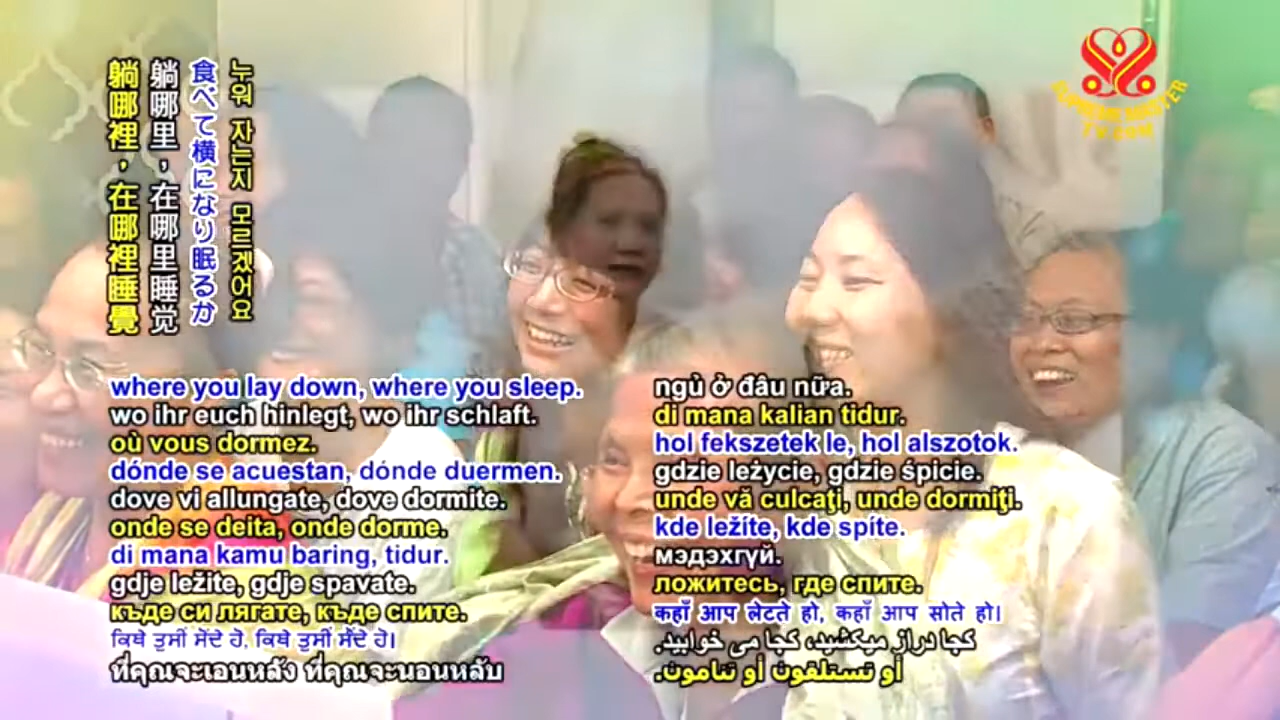 躺哪裡，在哪裡睡覺
躺哪里，在哪里睡觉
食べて横になり眠るか
누워 자는지 모르겠어요
SUPREME MASTER
TV.COM
where you lay down, where you sleep.
wo ihr euch hinlegt, wo ihr schlaft.
où vous dormez.
dónde se acuestan, dónde duermen.
dove vi allungate, dove dormite.
onde se deita, onde dorme.
di mana kamu baring, tidur.
gdje ležite, gdje spavate.
къде си лягате, къде спите.
ਕਿਥੇ ਤੁਸੀਂ ਸੌਂਦੇ ਹੋ, ਕਿਥੇ ਤੁਸੀਂ ਸੌਂਦੇ ਹੋ।
ที่คุณจะเอนหลัง ที่คุณจะนอนหลับ
ngủ ở đâu nữa.
di mana kalian tidur.
hol fekszetek le, hol alszotok.
gdzie leżycie, gdzie śpicie.
unde vă culcaţi, unde dormiţi.
kde ležíte, kde spíte.
мэдэхгүй.
ложитесь, где спите.
कहाँ आप लेटते हो, कहाँ आप सोते हो।
کجا دراز میکشید، کجا می خوابید.
أو تستلقون أو تنامون.